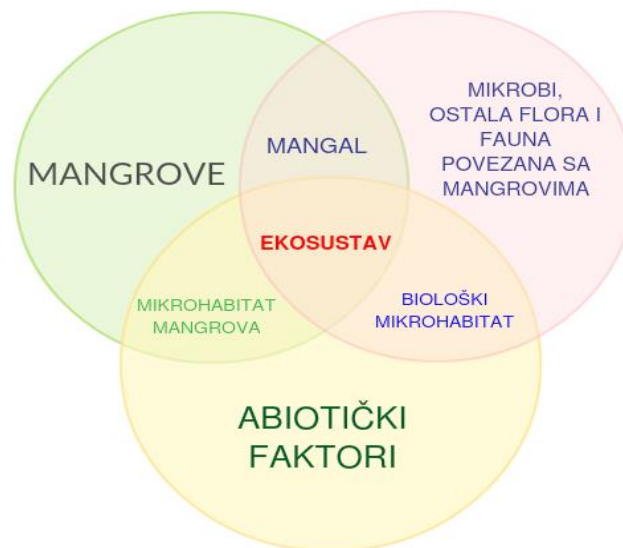 MANGROVE
MANGAL
MIKROBI,
OSTALA FLORA I
FAUNA
POVEZANA SA
MANGROVIMA
EKOSUSTAV
MIKROHABITAT
MANGROVA
BIOLOŠKI
MIKROHABITAT
ABIOTIČKI
FAKTORI